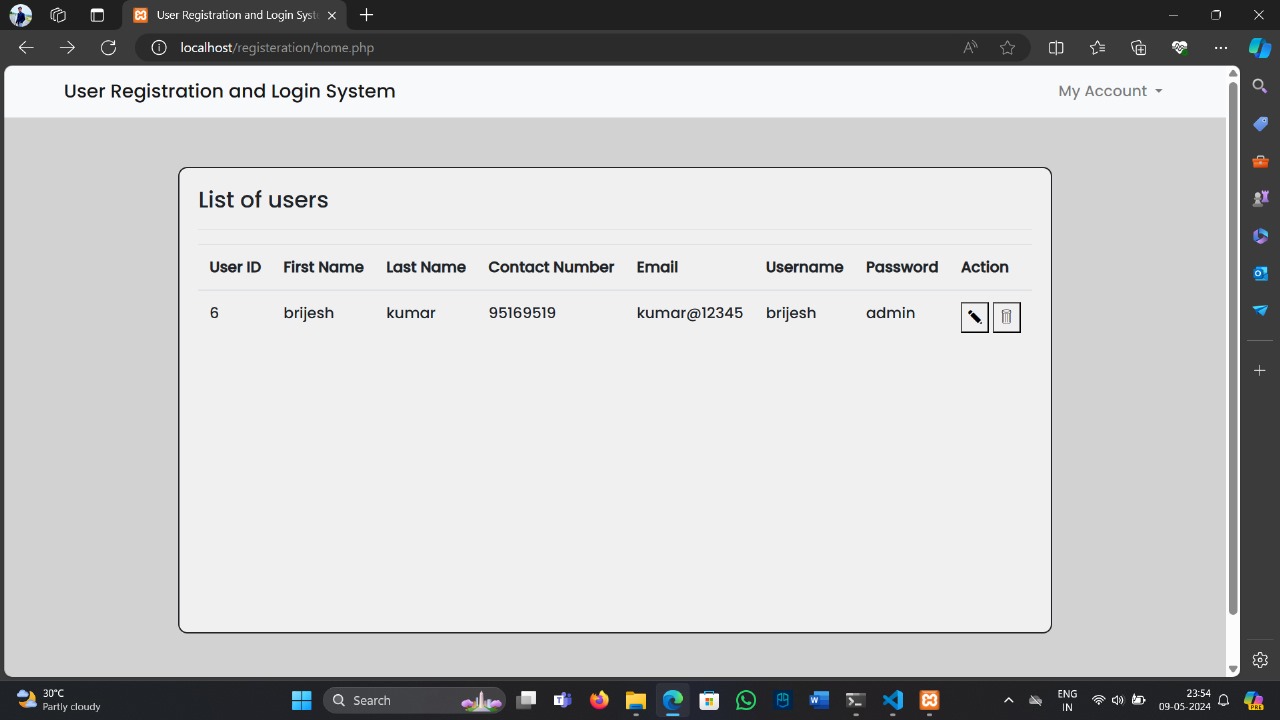 User Registration and Login Syst
localhost/registeration/home.php
User Registration and Login System
My Account
List of users
User ID First Name Last Name Contact Number Email Username Password Action
6 brijesh kumar 95169519 kumar@12345 brijesh admin
30°C
Partly cloudy
Search
ENG
IN
23:54
09-05-2024